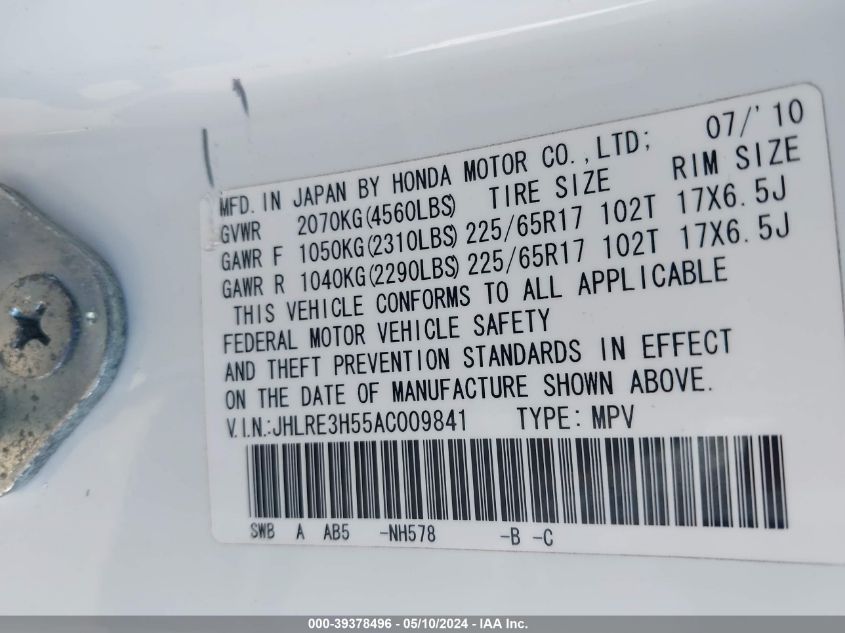 MFD. IN JAPAN BY HONDA MOTOR CO., LTD; 07/'10
GVWR 2070KG(4560LBS) TIRE SIZE RIM SIZE
GAWR F 1050KG(2310LBS) 225/65R17 102T 17X6.5J
GAWR R 1040KG(2290LBS) 225/65R17 102T 17X6.5J
THIS VEHICLE CONFORMS TO ALL APPLICABLE
FEDERAL MOTOR VEHICLE SAFETY
AND THEFT PREVENTION STANDARDS IN EFFECT
ON THE DATE OF MANUFACTURE SHOWN ABOVE.
V.I.N.:JHLRE3H55AC009841 TYPE: MPV
SWB A AB5 -NH578 -B -C
000-39378496 - 05/10/2024 - IAA Inc.